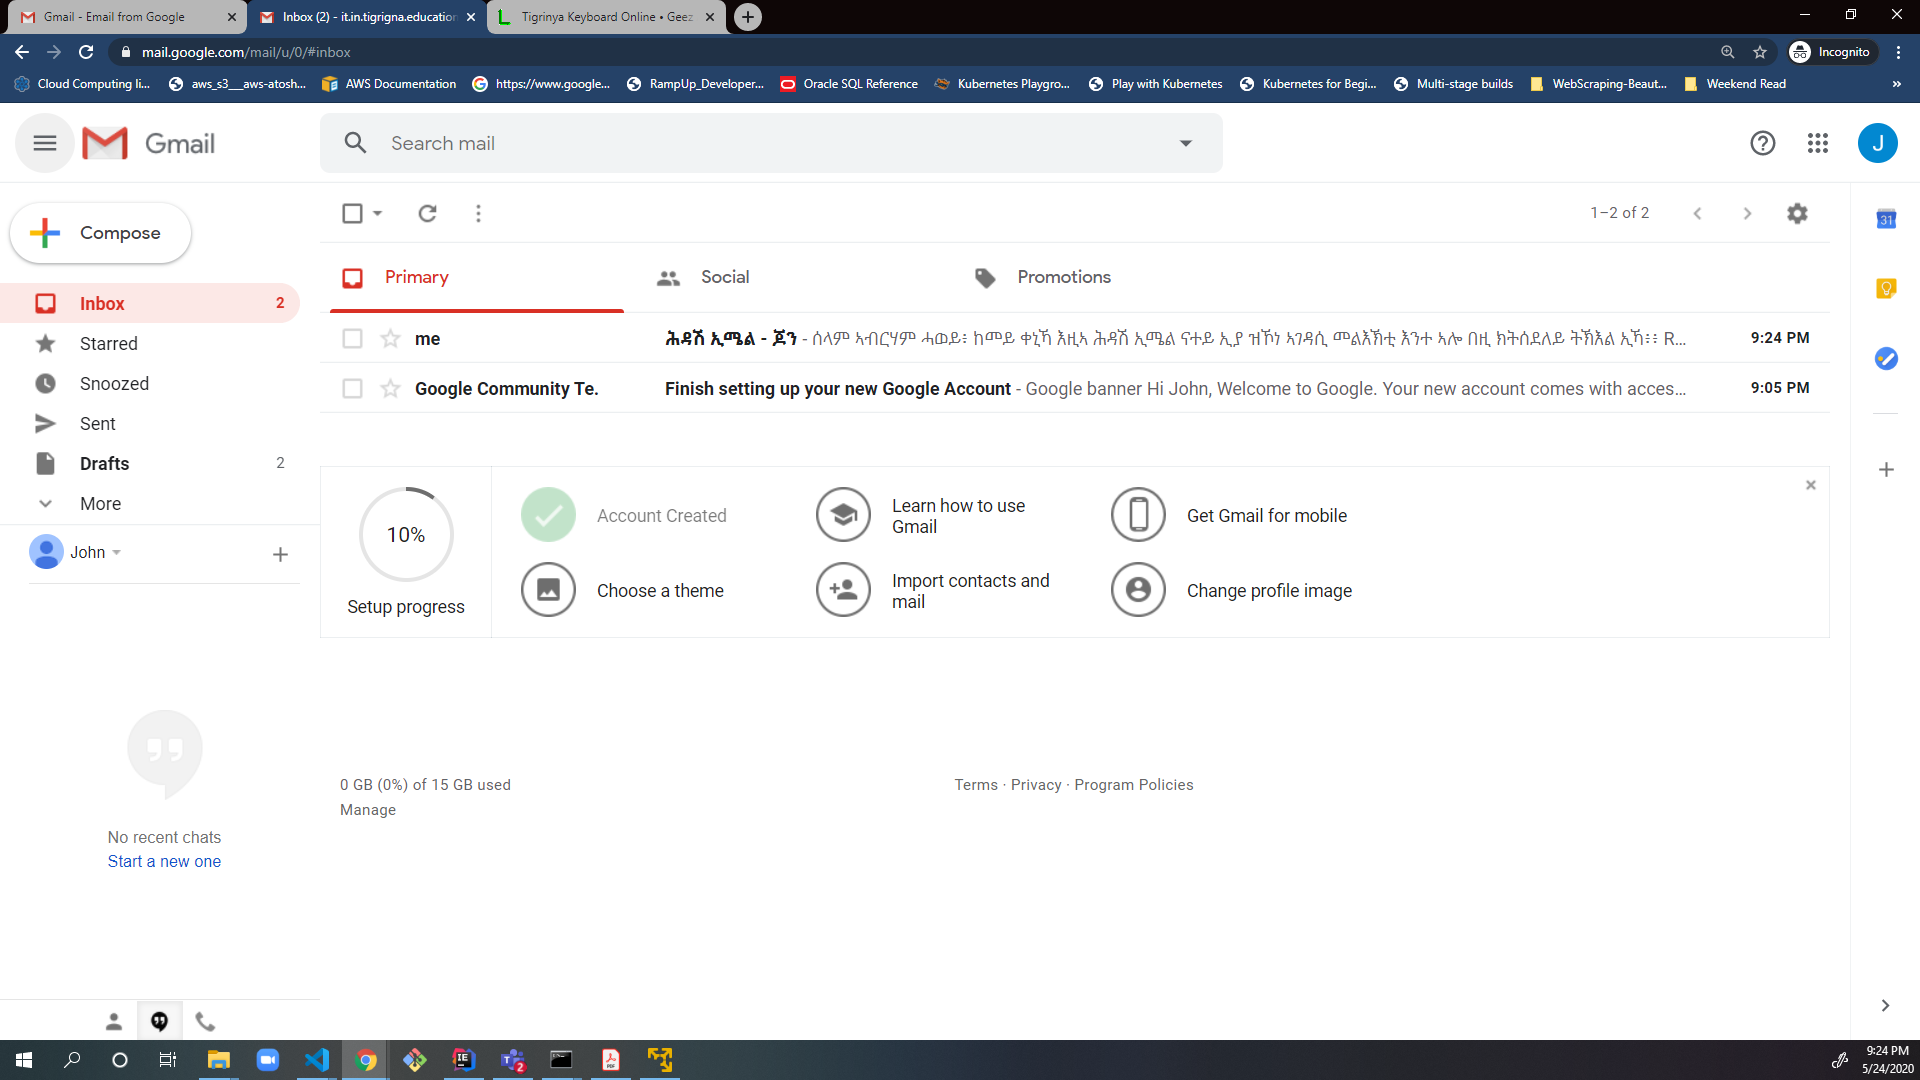 Gmail - Email from Google
Inbox (2) - it.in.tigrigna.education
Tigrinya Keyboard Online • Geez
mail.google.com/mail/u/0/#inbox
Incognito
Cloud Computing li...
aws_s3__aws-atosh...
AWS Documentation
https://www.google...
RampUp_Developer...
Oracle SQL Reference
Kubernetes Playgro...
Play with Kubernetes
Kubernetes for Begi...
Multi-stage builds
WebScraping-Beaut...
Weekend Read
»
Gmail
Search mail
J
Compose
1–2 of 2
31
Inbox 2
Starred
Snoozed
Sent
Drafts 2
More
John
Primary
Social
Promotions
me ሕዳሽ ኢሜል - ጆን - ሰላም ኣብርሃም ሓወይ፥ ከመይ ቀኒኻ እዚኣ ሕዳሽ ኢሜል ናተይ ኢያ ዝኾነ ኣገዳሲ መልእኽቲ እንተ ኣሎ በዚ ክትሰደለይ ትኽእል ኢኻ፡፡ R... 9:24 PM
Google Community Te. Finish setting up your new Google Account - Google banner Hi John, Welcome to Google. Your new account comes with acces... 9:05 PM
10%
Setup progress
Account Created
Learn how to use
Gmail
Get Gmail for mobile
Choose a theme
Import contacts and
mail
Change profile image
0 GB (0%) of 15 GB used
Manage
Terms · Privacy · Program Policies
No recent chats
Start a new one
9:24 PM
5/24/2020